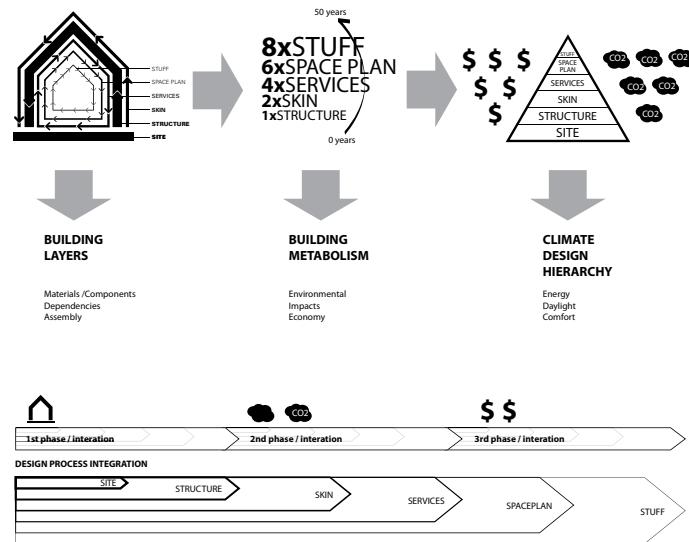 STUFF
SPACE PLAN
SERVICES
SKIN
STRUCTURE
SITE
50 years
8xSTUFF
6xSPACE PLAN
4xSERVICES
2xSKIN
1xSTRUCTURE
0 years
$ $ $
$ $
$
STUFF
SPACE
PLAN
SERVICES
SKIN
STRUCTURE
SITE
CO2 CO2 CO2
CO2 CO2
CO2
BUILDING
LAYERS
Materials /Components
Dependencies
Assembly
BUILDING
METABOLISM
Environmental
Impacts
Economy
CLIMATE
DESIGN
HIERARCHY
Energy
Daylight
Comfort
CO2
$ $
1st phase / interation
2nd phase / interation
3rd phase / interation
DESIGN PROCESS INTEGRATION
SITE
STRUCTURE
SKIN
SERVICES
SPACEPLAN
STUFF